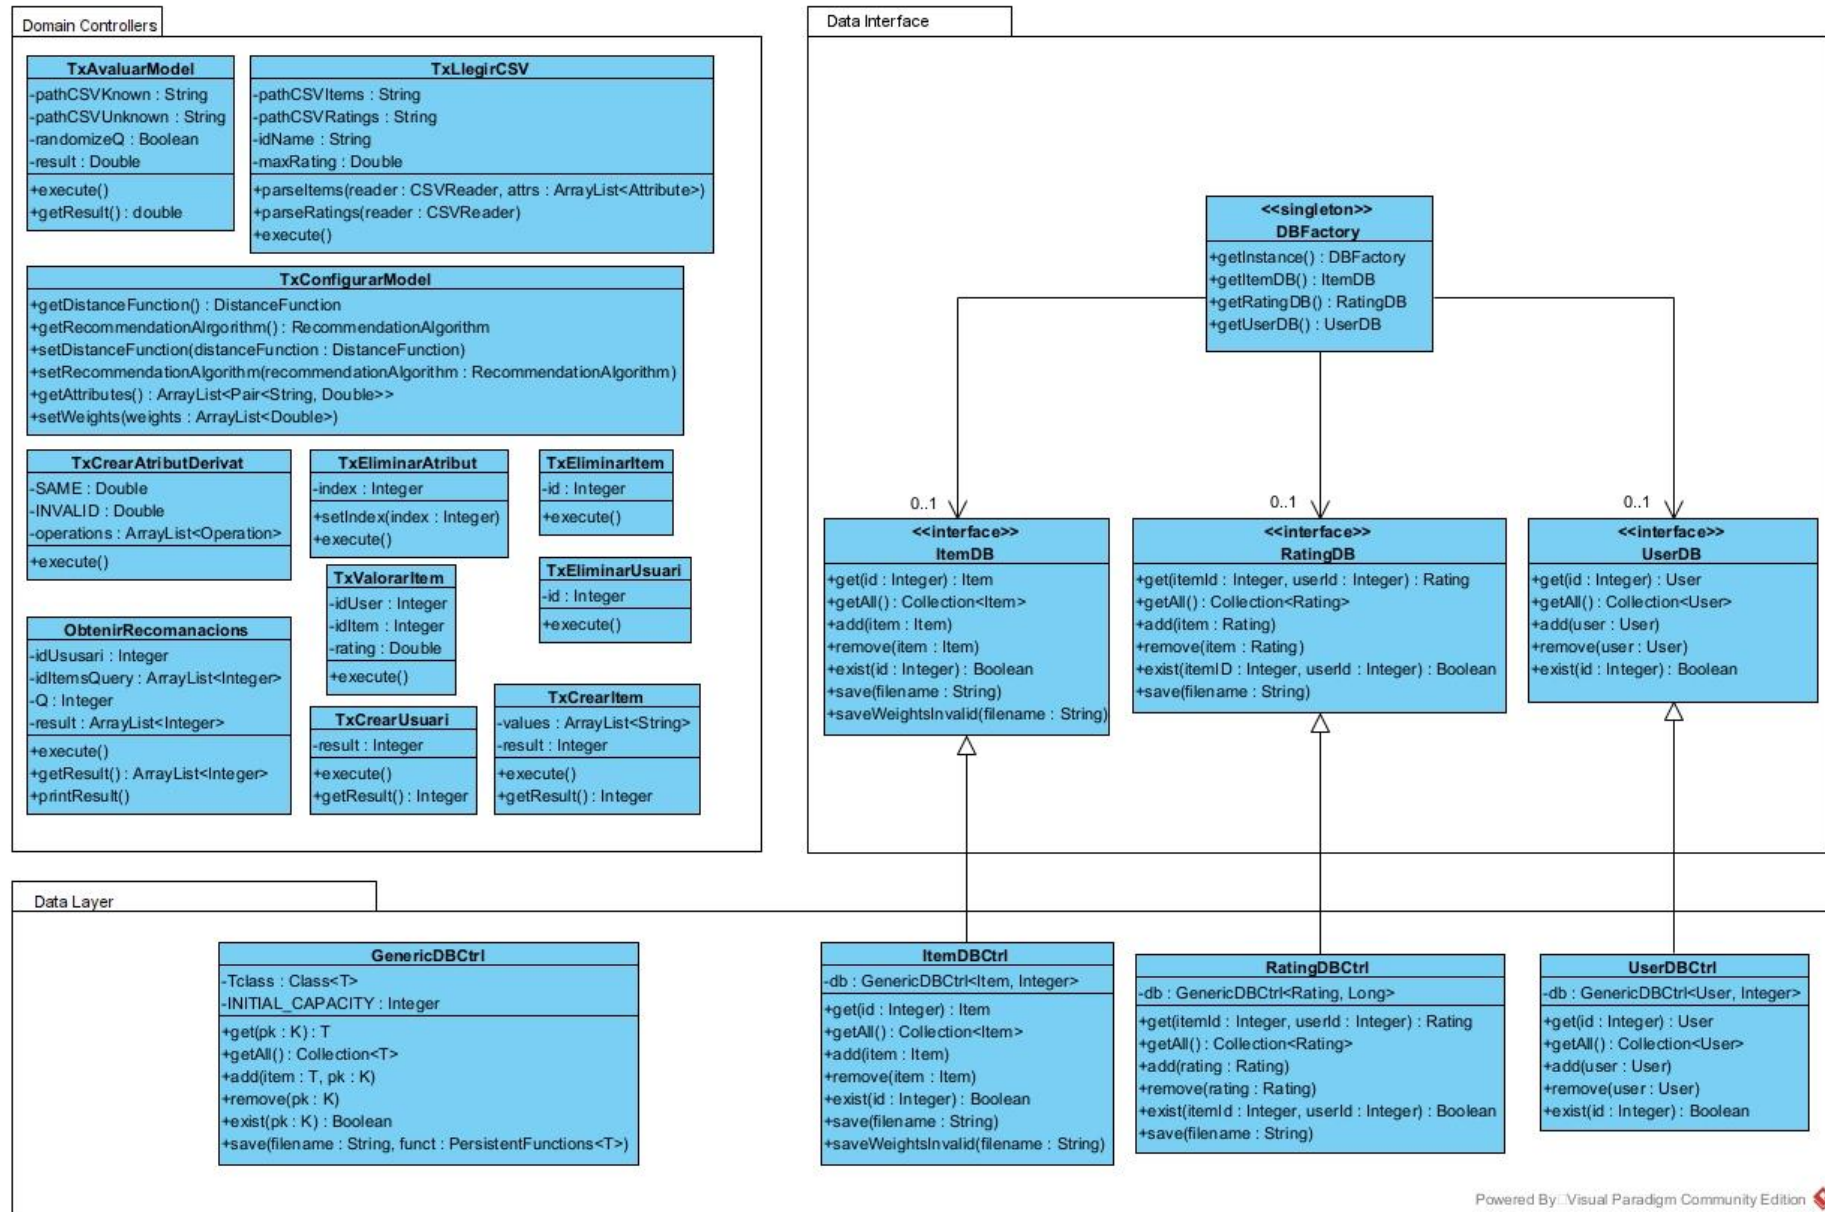 Domain Controllers
TxAvaluarModel
-pathCSVKnown : String
-pathCSVUnknown : String
-randomizeQ : Boolean
-result : Double
+execute()
+getResult() : double
TxLlegirCSV
-pathCSVItems : String
-pathCSVRatings : String
-idName : String
-maxRating : Double
+parseItems(reader : CSVReader, attrs : ArrayList<Attribute>)
+parseRatings(reader : CSVReader)
+execute()
TxConfigurarModel
+getDistanceFunction() : DistanceFunction
+getRecommendationAlrgorithm() : RecommendationAlgorithm
+setDistanceFunction(distanceFunction : DistanceFunction)
+setRecommendationAlgorithm(recommendationAlgorithm : RecommendationAlgorithm)
+getAttributes() : ArrayList<Pair<String, Double>>
+setWeights(weights : ArrayList<Double>)
TxCrearAtributDerivat
-SAME : Double
-INVALID : Double
-operations : ArrayList<Operation>
+execute()
TxEliminarAtribut
-index : Integer
+setIndex(index : Integer)
+execute()
TxEliminarItem
-id : Integer
+execute()
TxValorarItem
-idUser : Integer
-idItem : Integer
-rating : Double
+execute()
TxEliminarUsuari
-id : Integer
+execute()
ObtenirRecomanacions
-idUsusari : Integer
-idItemsQuery : ArrayList<Integer>
-Q : Integer
-result : ArrayList<Integer>
+execute()
+getResult() : ArrayList<Integer>
+printResult()
TxCrearUsuari
-result : Integer
+execute()
+getResult() : Integer
TxCrearItem
-values : ArrayList<String>
-result : Integer
+execute()
+getResult() : Integer
Data Interface
<<singleton>>
DBFactory
+getInstance() : DBFactory
+getItemDB() : ItemDB
+getRatingDB() : RatingDB
+getUserDB() : UserDB
0..1
0..1
0..1
<<interface>>
ItemDB
+get(id : Integer) : Item
+getAll() : Collection<Item>
+add(item : Item)
+remove(item : Item)
+exist(id : Integer) : Boolean
+save(filename : String)
+saveWeightsInvalid(filename : String)
<<interface>>
RatingDB
+get(itemId : Integer, userId : Integer) : Rating
+getAll() : Collection<Rating>
+add(item : Rating)
+remove(item : Rating)
+exist(itemID : Integer, userId : Integer) : Boolean
+save(filename : String)
<<interface>>
UserDB
+get(id : Integer) : User
+getAll() : Collection<User>
+add(user : User)
+remove(user : User)
+exist(id : Integer) : Boolean
Data Layer
GenericDBCtrl
-Tclass : Class<T>
-INITIAL_CAPACITY : Integer
+get(pk : K) : T
+getAll() : Collection<T>
+add(item : T, pk : K)
+remove(pk : K)
+exist(pk : K) : Boolean
+save(filename : String, funct : PersistentFunctions<T>)
ItemDBCtrl
-db : GenericDBCtrl<Item, Integer>
+get(id : Integer) : Item
+getAll() : Collection<Item>
+add(item : Item)
+remove(item : Item)
+exist(id : Integer) : Boolean
+save(filename : String)
+saveWeightsInvalid(filename : String)
RatingDBCtrl
-db : GenericDBCtrl<Rating, Long>
+get(itemId : Integer, userId : Integer) : Rating
+getAll() : Collection<Rating>
+add(rating : Rating)
+remove(rating : Rating)
+exist(itemId : Integer, userId : Integer) : Boolean
+save(filename : String)
UserDBCtrl
-db : GenericDBCtrl<User, Integer>
+get(id : Integer) : User
+getAll() : Collection<User>
+add(user : User)
+remove(user : User)
+exist(id : Integer) : Boolean
Powered By Visual Paradigm Community Edition